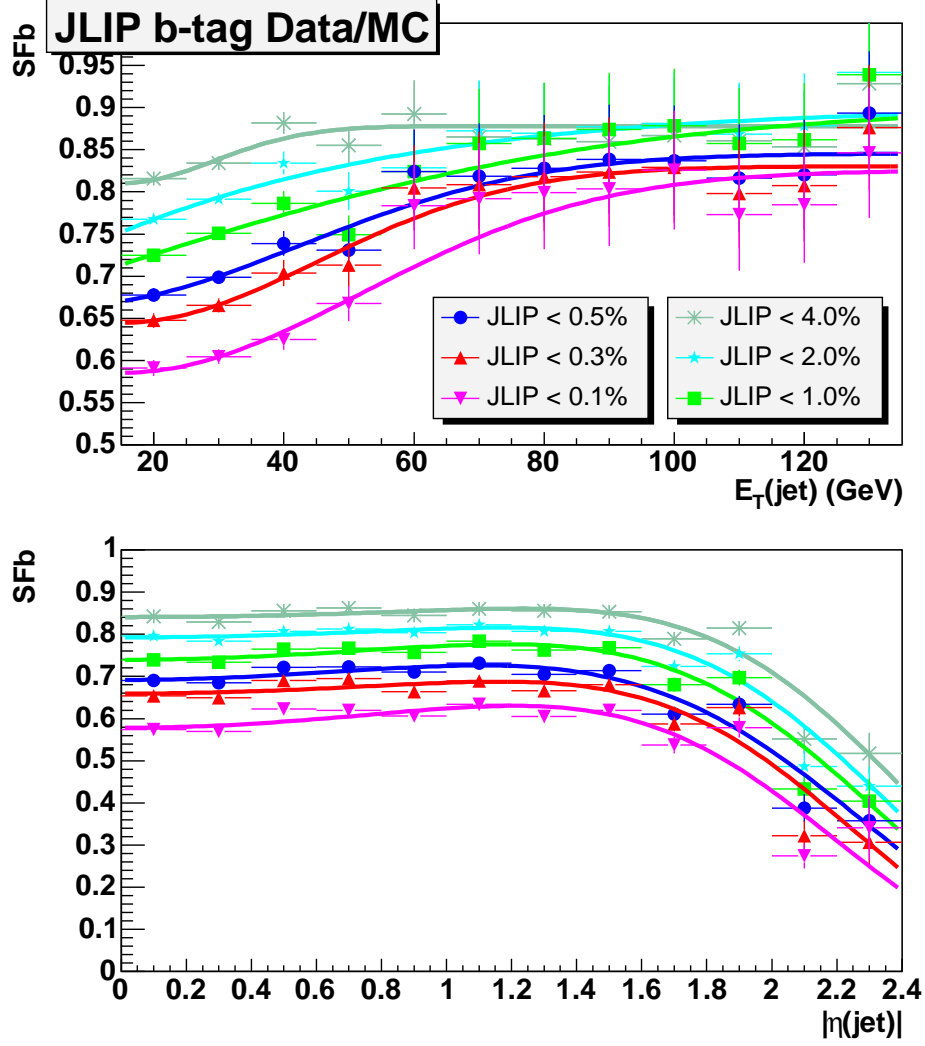 JLIP b-tag Data/MC
SFb
0.95
0.9
0.85
0.8
0.75
0.7
0.65
0.6
0.55
0.5
JLIP < 0.5%
JLIP < 0.3%
JLIP < 0.1%
JLIP < 4.0%
JLIP < 2.0%
JLIP < 1.0%
20 40 60 80 100 120
E_T(jet) (GeV)
SFb
1
0.9
0.8
0.7
0.6
0.5
0.4
0.3
0.2
0.1
0
0 0.2 0.4 0.6 0.8 1 1.2 1.4 1.6 1.8 2 2.2 2.4
|η(jet)|